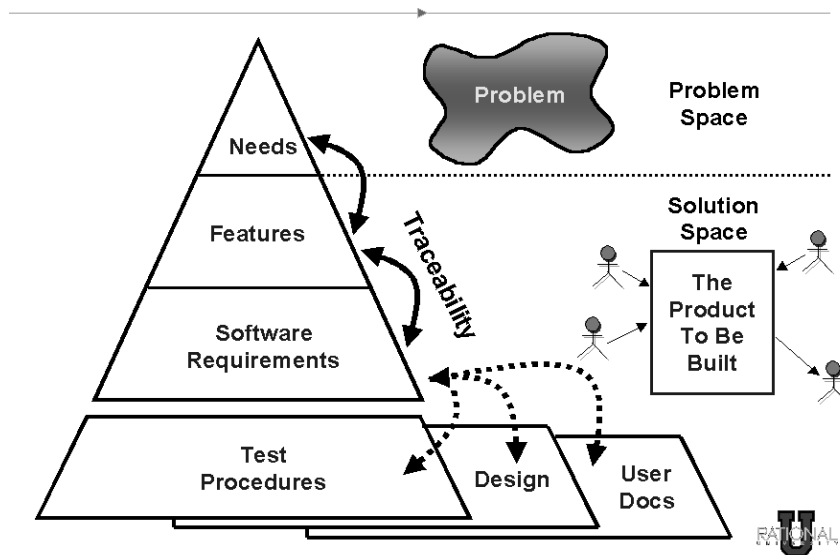 Problem
Problem
Space
Needs
Features
Traceability
Solution
Space
The
Product
To Be
Built
Software
Requirements
Test
Procedures
Design
User
Docs
U
RATIONAL